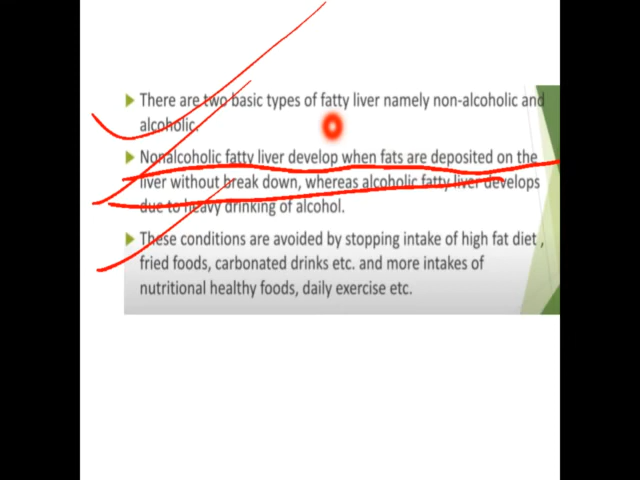 There are two basic types of fatty liver namely non-alcoholic and
alcoholic.
Nonalcoholic fatty liver develop when fats are deposited on the
liver without break down, whereas alcoholic fatty liver develops
due to heavy drinking of alcohol.
These conditions are avoided by stopping intake of high fat diet ,
fried foods, carbonated drinks etc. and more intakes of
nutritional healthy foods, daily exercise etc.